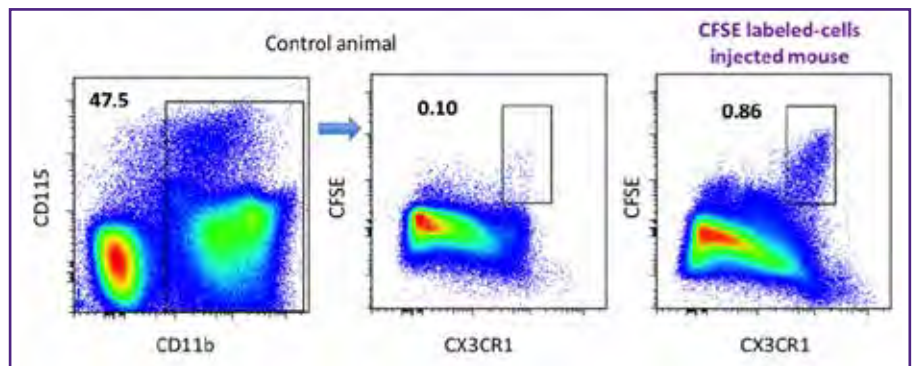 Control animal
CFSE labeled-cells
injected mouse
47.5
0.10
0.86
CD115
CFSE
CFSE
CD11b
CX3CR1
CX3CR1